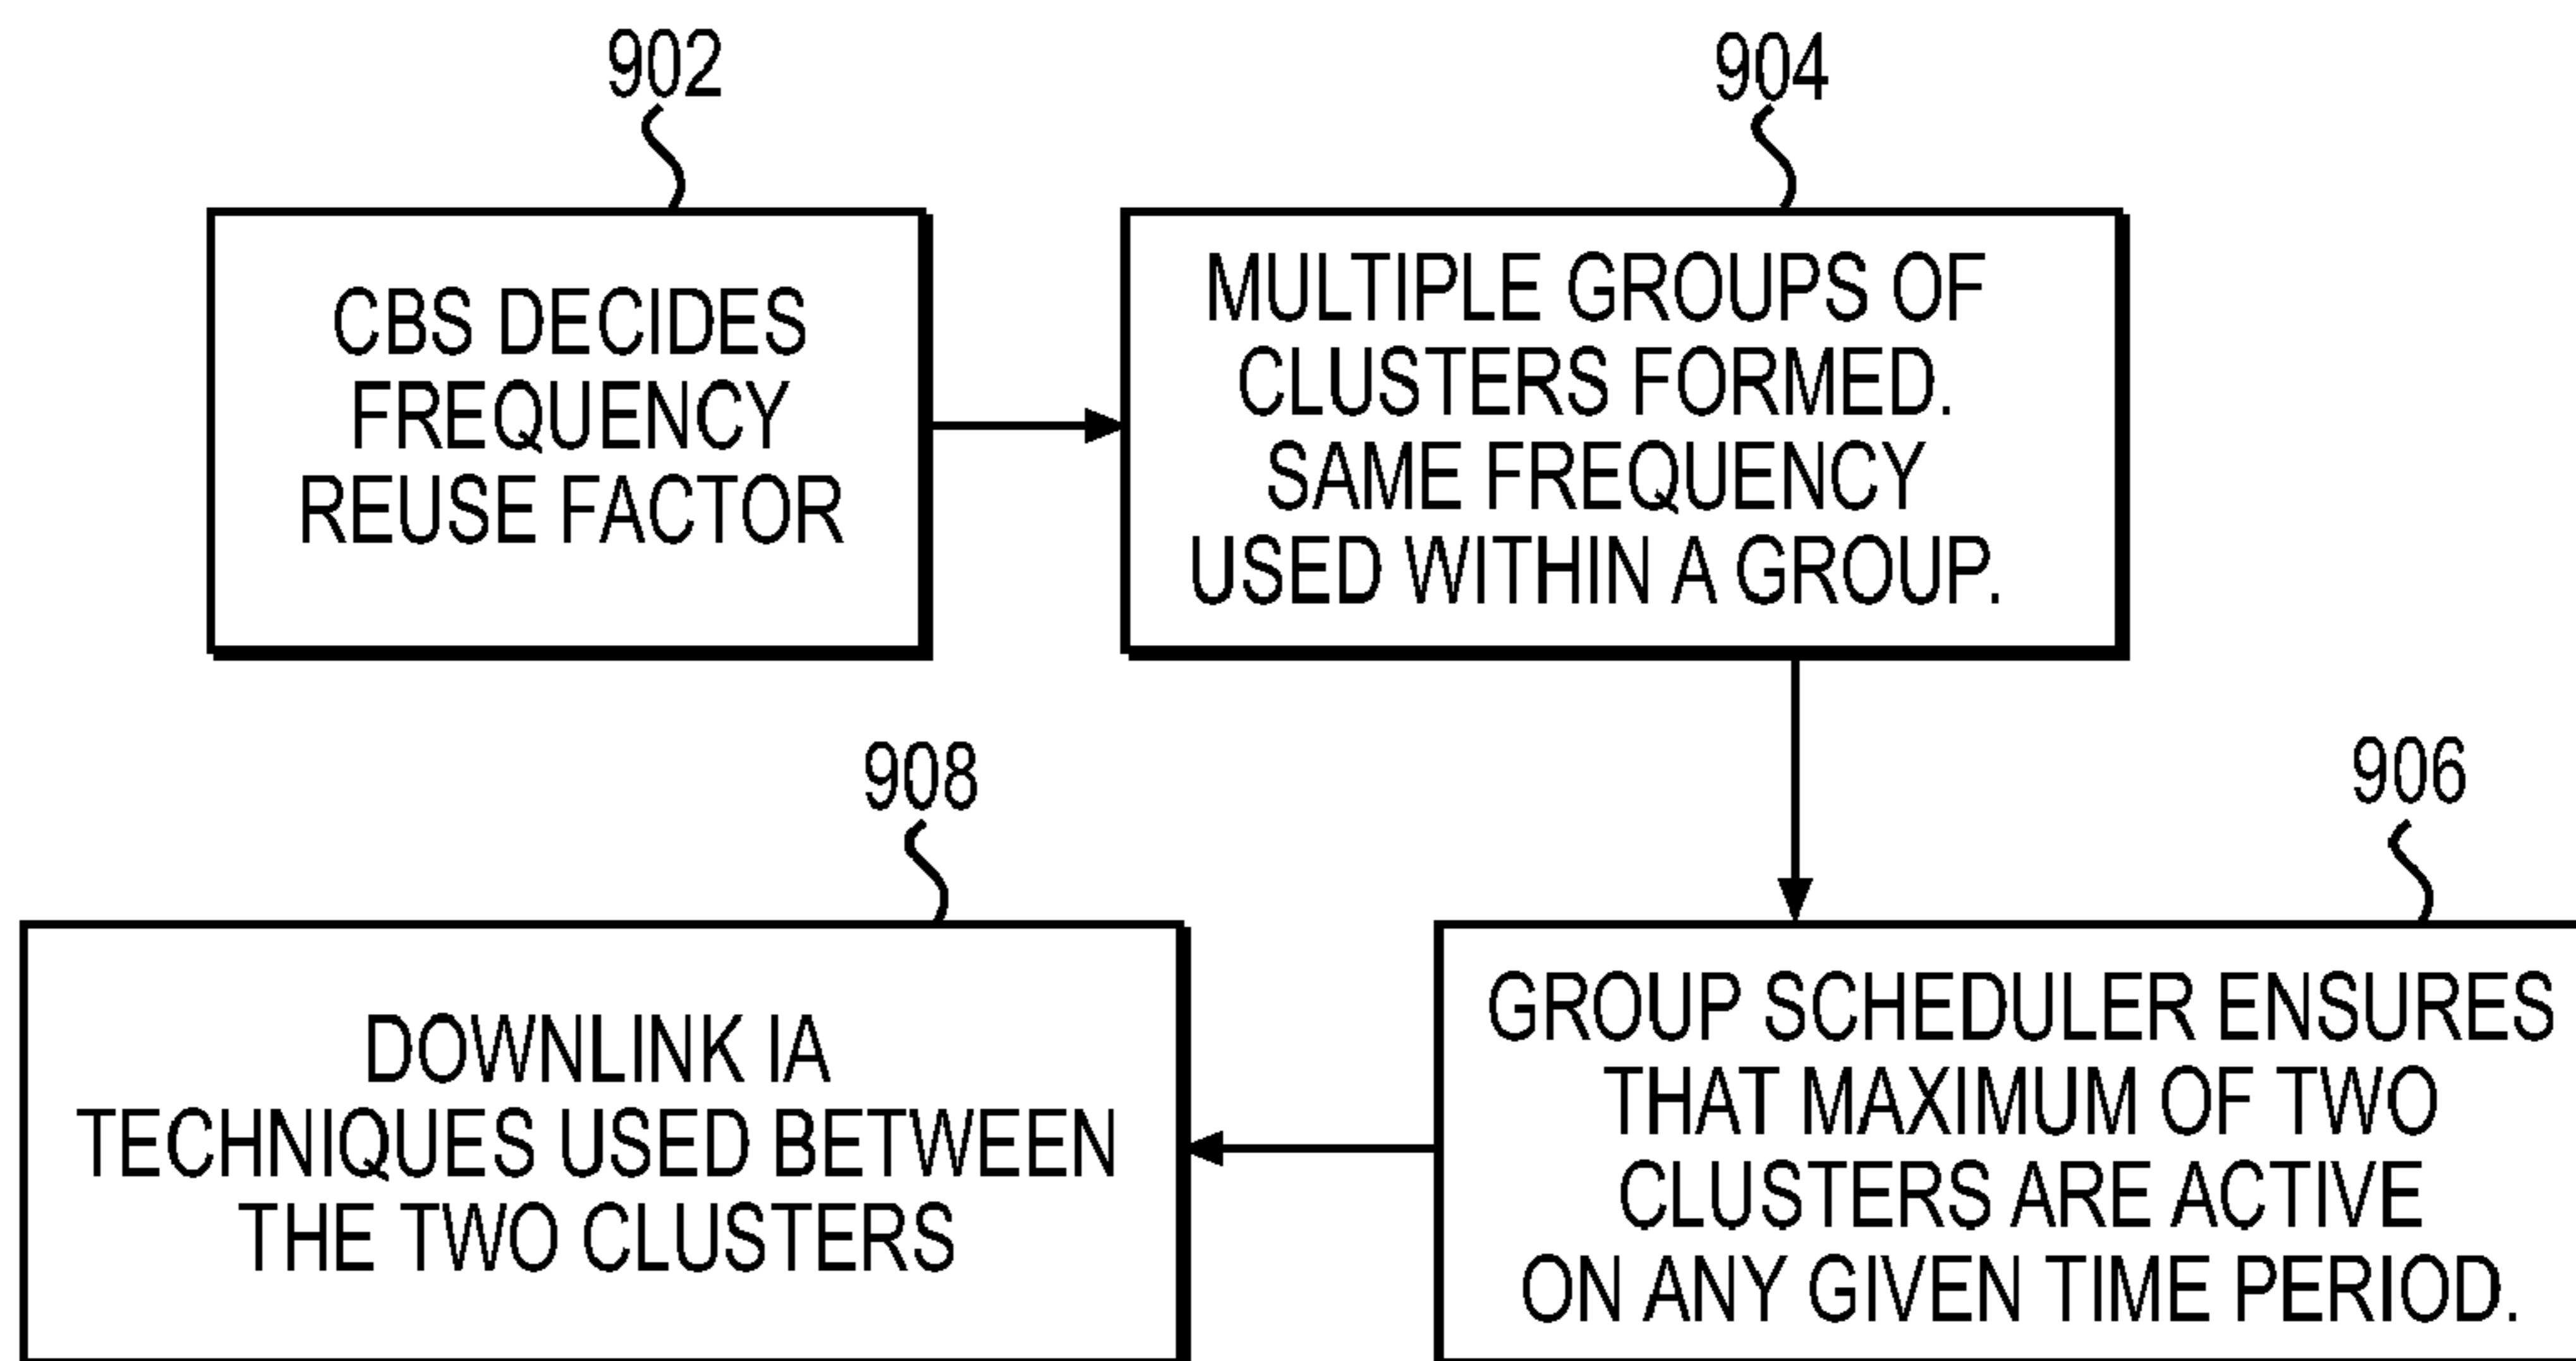 902
CBS DECIDES
FREQUENCY
REUSE FACTOR
904
MULTIPLE GROUPS OF
CLUSTERS FORMED.
SAME FREQUENCY
USED WITHIN A GROUP.
906
GROUP SCHEDULER ENSURES
THAT MAXIMUM OF TWO
CLUSTERS ARE ACTIVE
ON ANY GIVEN TIME PERIOD.
908
DOWNLINK IA
TECHNIQUES USED BETWEEN
THE TWO CLUSTERS